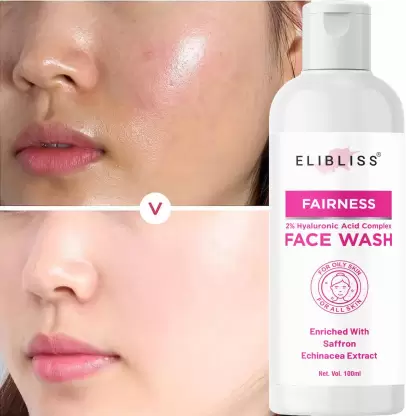 V
ELIBLISS®
FAIRNESS
2% Hyaluronic Acid Complex
FACE WASH
FOR OILY SKIN
FOR ALL SKIN
Enriched With
Saffron
Echinacea Extract
Net. Vol. 100ml